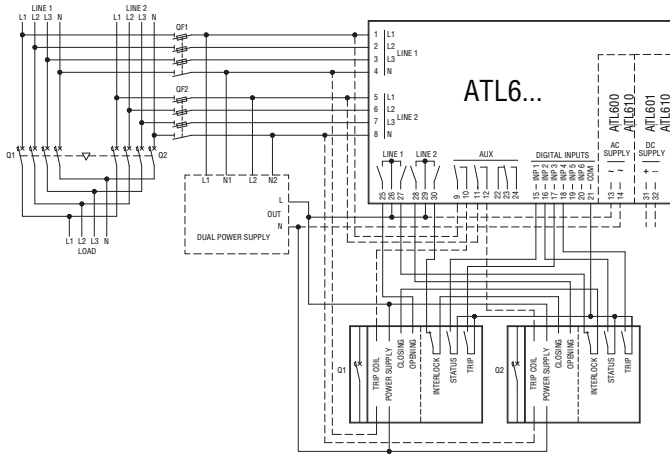 LINE 1 LINE 2
L1 L2 L3 N L1 L2 L3 N
QF1
1 L1
2 L2
3 L3
4 N
LINE 1
QF2
5 L1
6 L2
7 L3
8 N
LINE 2
ATL6...
ATL600
ATL610
ATL601
ATL610
AC SUPPLY
DC SUPPLY
~ ~
+ —
Q1 Q2
LINE 1 LINE 2 AUX DIGITAL INPUTS
INP 1
INP 2
INP 3
INP 4
INP 5
INP 6
COM
25 26 27 28 29 30 9 10 11 12 22 23 24 15 16 17 18 19 20 21 13 14 31 32
L1 L2 L3 N
LOAD
L1 N1 L2 N2
L
OUT
N
DUAL POWER SUPPLY
Q1
TRIP COIL
POWER SUPPLY
CLOSING
OPENING
INTERLOCK
STATUS
TRIP
Q2
TRIP COIL
POWER SUPPLY
CLOSING
OPENING
INTERLOCK
STATUS
TRIP